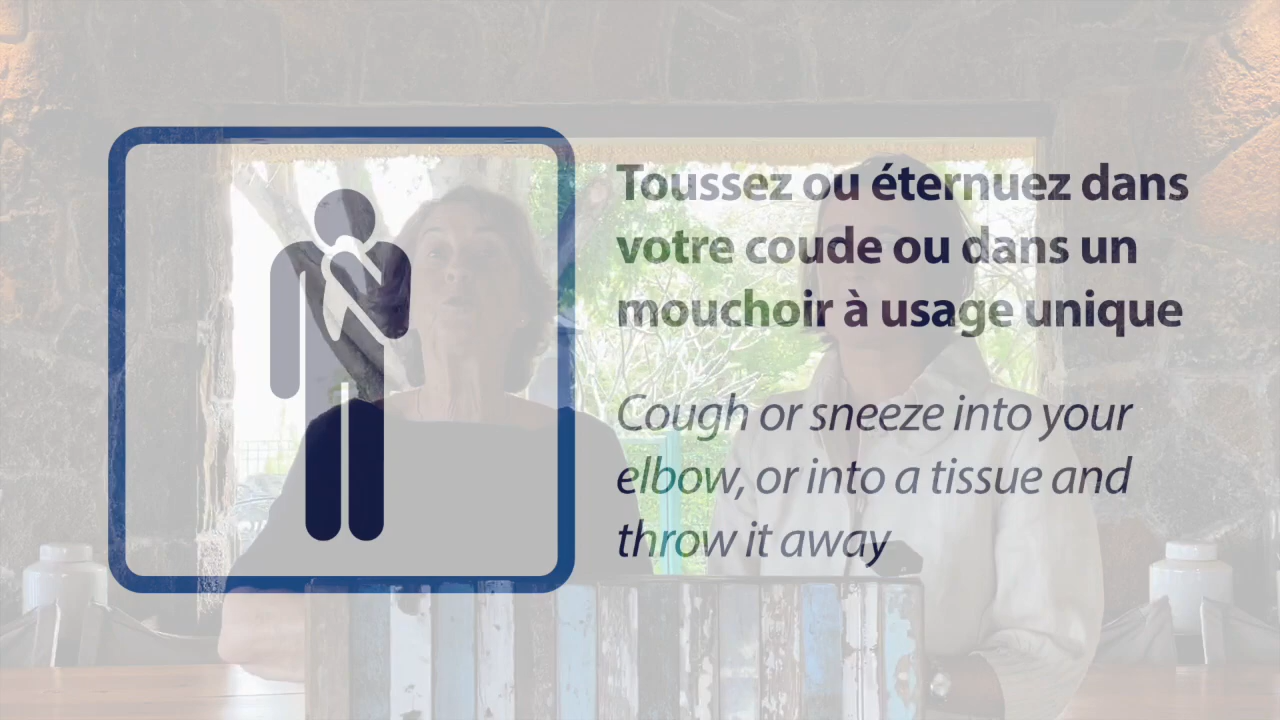 Toussez ou éternuez dans
votre coude ou dans un
mouchoir à usage unique
Cough or sneeze into your
elbow, or into a tissue and
throw it away